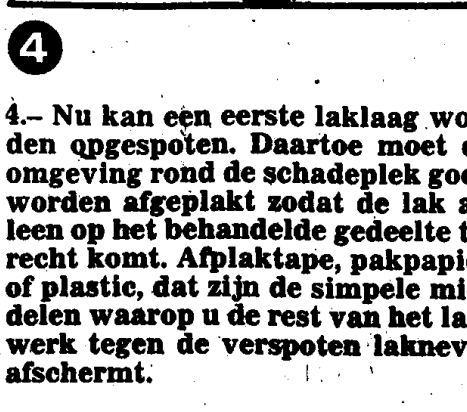 4
4.– Nu kan een eerste laklaag wo
den opgespoten. Daartoe moet
omgeving rond de schadeplek goe
worden afgeplakt zodat de lak a
leen op het behandelde gedeelte t
recht komt. Afplaktape, pakpapi
of plastic, dat zijn de simpele mi
delen waarop u de rest van het la
werk tegen de verspoten laknev
afschermt.